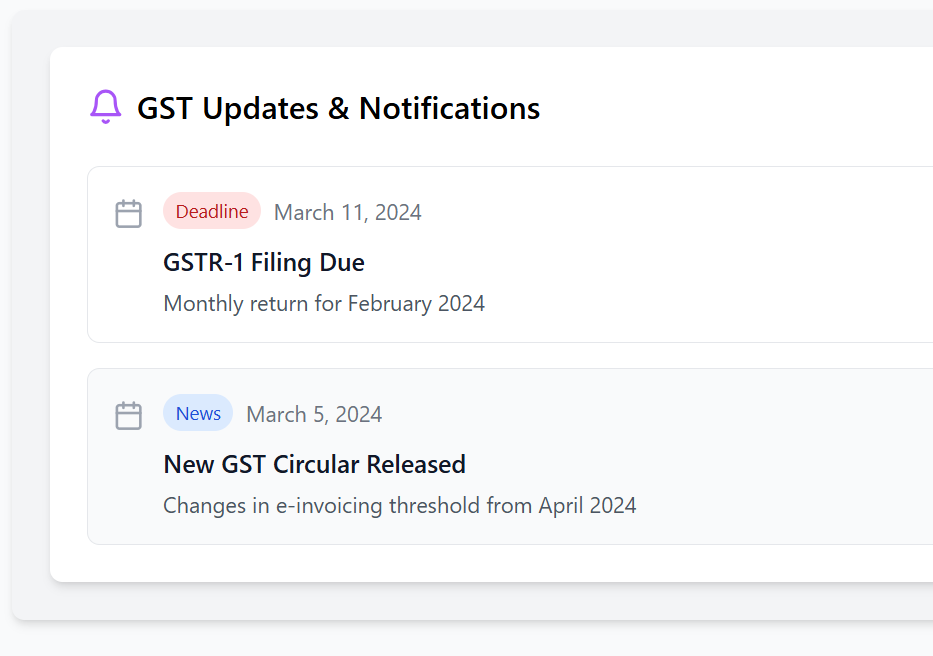 GST Updates & Notifications
Deadline March 11, 2024
GSTR-1 Filing Due
Monthly return for February 2024
News March 5, 2024
New GST Circular Released
Changes in e-invoicing threshold from April 2024